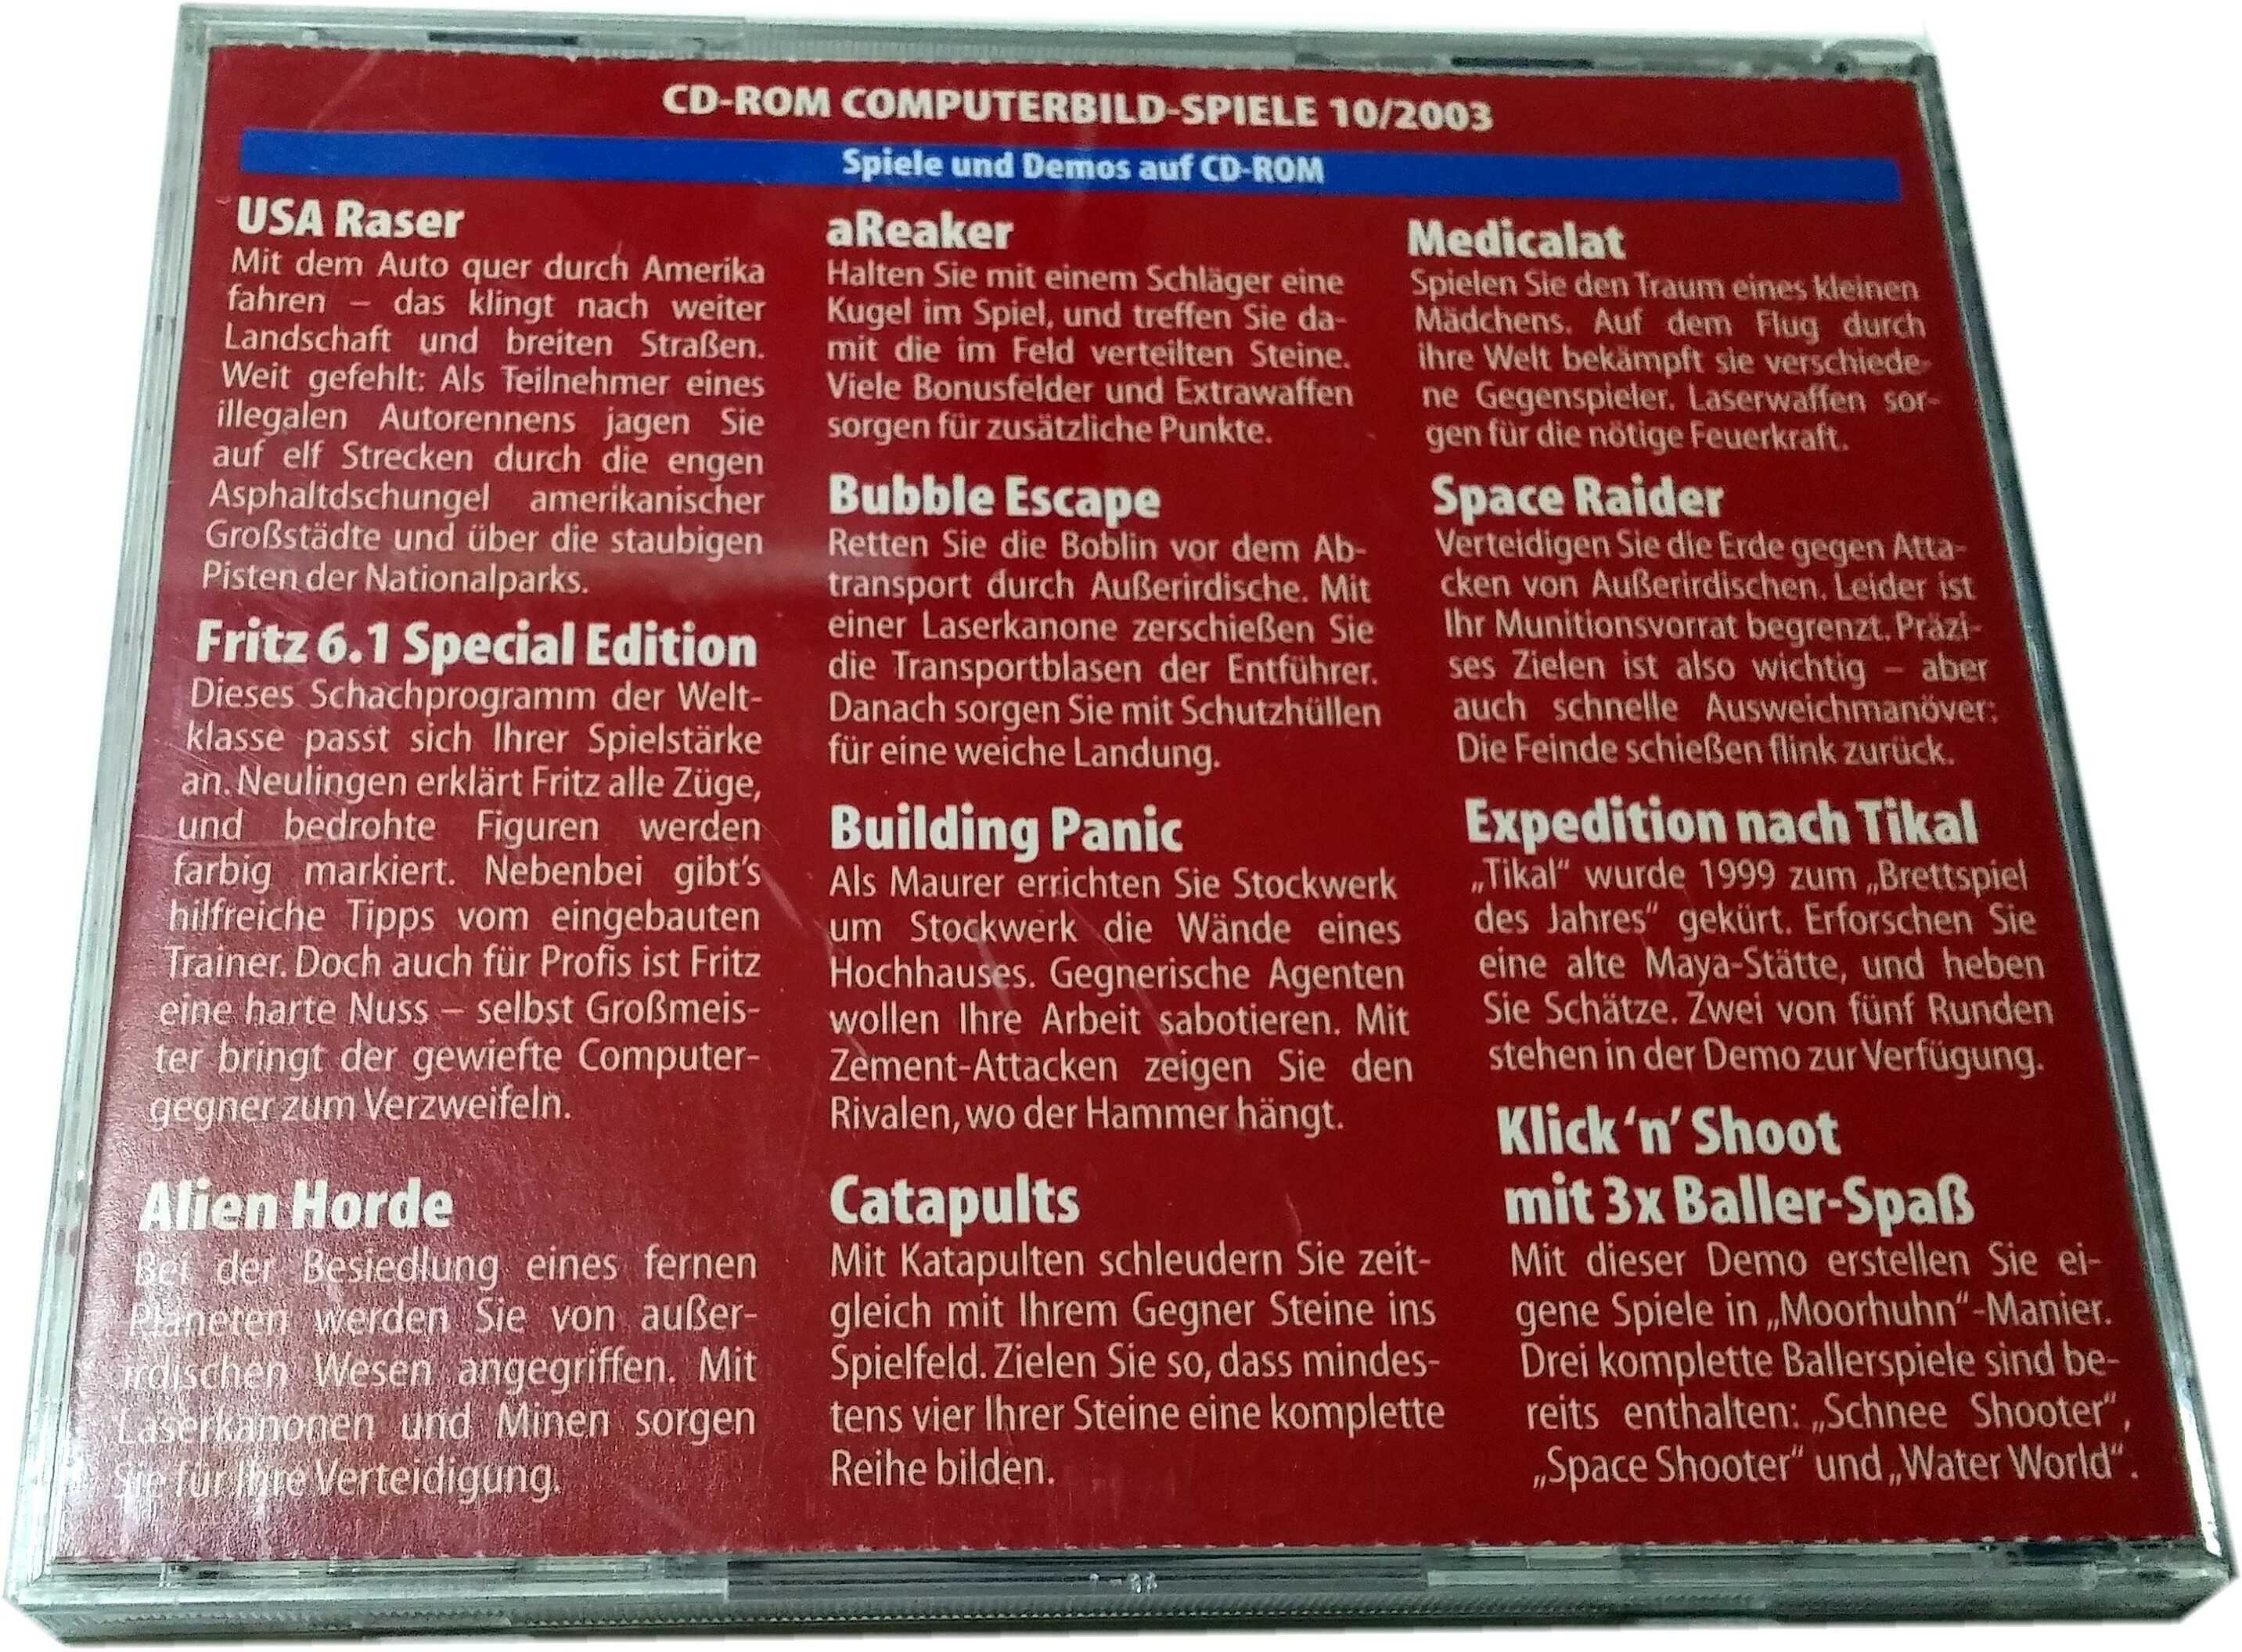 CD-ROM COMPUTERBILD-SPIELE 10/2003
Spiele und Demos auf CD-ROM
USA Raser
Mit dem Auto quer durch Amerika
fahren – das klingt nach weiter
Landschaft und breiten Straßen.
Weit gefehlt: Als Teilnehmer eines
illegalen Autorennens jagen Sie
auf elf Strecken durch die engen
Asphaltdschungel amerikanischer
Großstädte und über die staubigen
Pisten der Nationalparks.
Fritz 6.1 Special Edition
Dieses Schachprogramm der Welt-
klasse passt sich Ihrer Spielstärke
an. Neulingen erklärt Fritz alle Züge,
und bedrohte Figuren werden
farbig markiert. Nebenbei gibt's
hilfreiche Tipps vom eingebauten
Trainer. Doch auch für Profis ist Fritz
eine harte Nuss – selbst Großmeis-
ter bringt der gewiefte Computer-
gegner zum Verzweifeln.
Alien Horde
Bei der Besiedlung eines fernen
Planeten werden Sie von außer-
irdischen Wesen angegriffen. Mit
Laserkanonen und Minen sorgen
Sie für Ihre Verteidigung.
aReaker
Halten Sie mit einem Schläger eine
Kugel im Spiel, und treffen Sie da-
mit die im Feld verteilten Steine.
Viele Bonusfelder und Extrawaffen
sorgen für zusätzliche Punkte.
Bubble Escape
Retten Sie die Boblin vor dem Ab-
transport durch Außerirdische. Mit
einer Laserkanone zerschießen Sie
die Transportblasen der Entführer.
Danach sorgen Sie mit Schutzhüllen
für eine weiche Landung.
Building Panic
Als Maurer errichten Sie Stockwerk
um Stockwerk die Wände eines
Hochhauses. Gegnerische Agenten
wollen Ihre Arbeit sabotieren. Mit
Zement-Attacken zeigen Sie den
Rivalen, wo der Hammer hängt.
Catapults
Mit Katapulten schleudern Sie zeit-
gleich mit Ihrem Gegner Steine ins
Spielfeld. Zielen Sie so, dass mindes-
tens vier Ihrer Steine eine komplette
Reihe bilden.
Medicalat
Spielen Sie den Traum eines kleinen
Mädchens. Auf dem Flug durch
ihre Welt bekämpft sie verschiede-
ne Gegenspieler. Laserwaffen sor-
gen für die nötige Feuerkraft.
Space Raider
Verteidigen Sie die Erde gegen Atta-
cken von Außerirdischen. Leider ist
Ihr Munitionsvorrat begrenzt. Präzi-
ses Zielen ist also wichtig – aber
auch schnelle Ausweichmanöver:
Die Feinde schießen flink zurück.
Expedition nach Tikal
„Tikal“ wurde 1999 zum „Brettspiel
des Jahres“ gekürt. Erforschen Sie
eine alte Maya-Stätte, und heben
Sie Schätze. Zwei von fünf Runden
stehen in der Demo zur Verfügung.
Klick ‘n’ Shoot
mit 3x Baller-Spaß
Mit dieser Demo erstellen Sie ei-
gene Spiele in „Moorhuhn“-Manier.
Drei komplette Ballerspiele sind be-
reits enthalten: „Schnee Shooter“,
„Space Shooter“ und „Water World“.